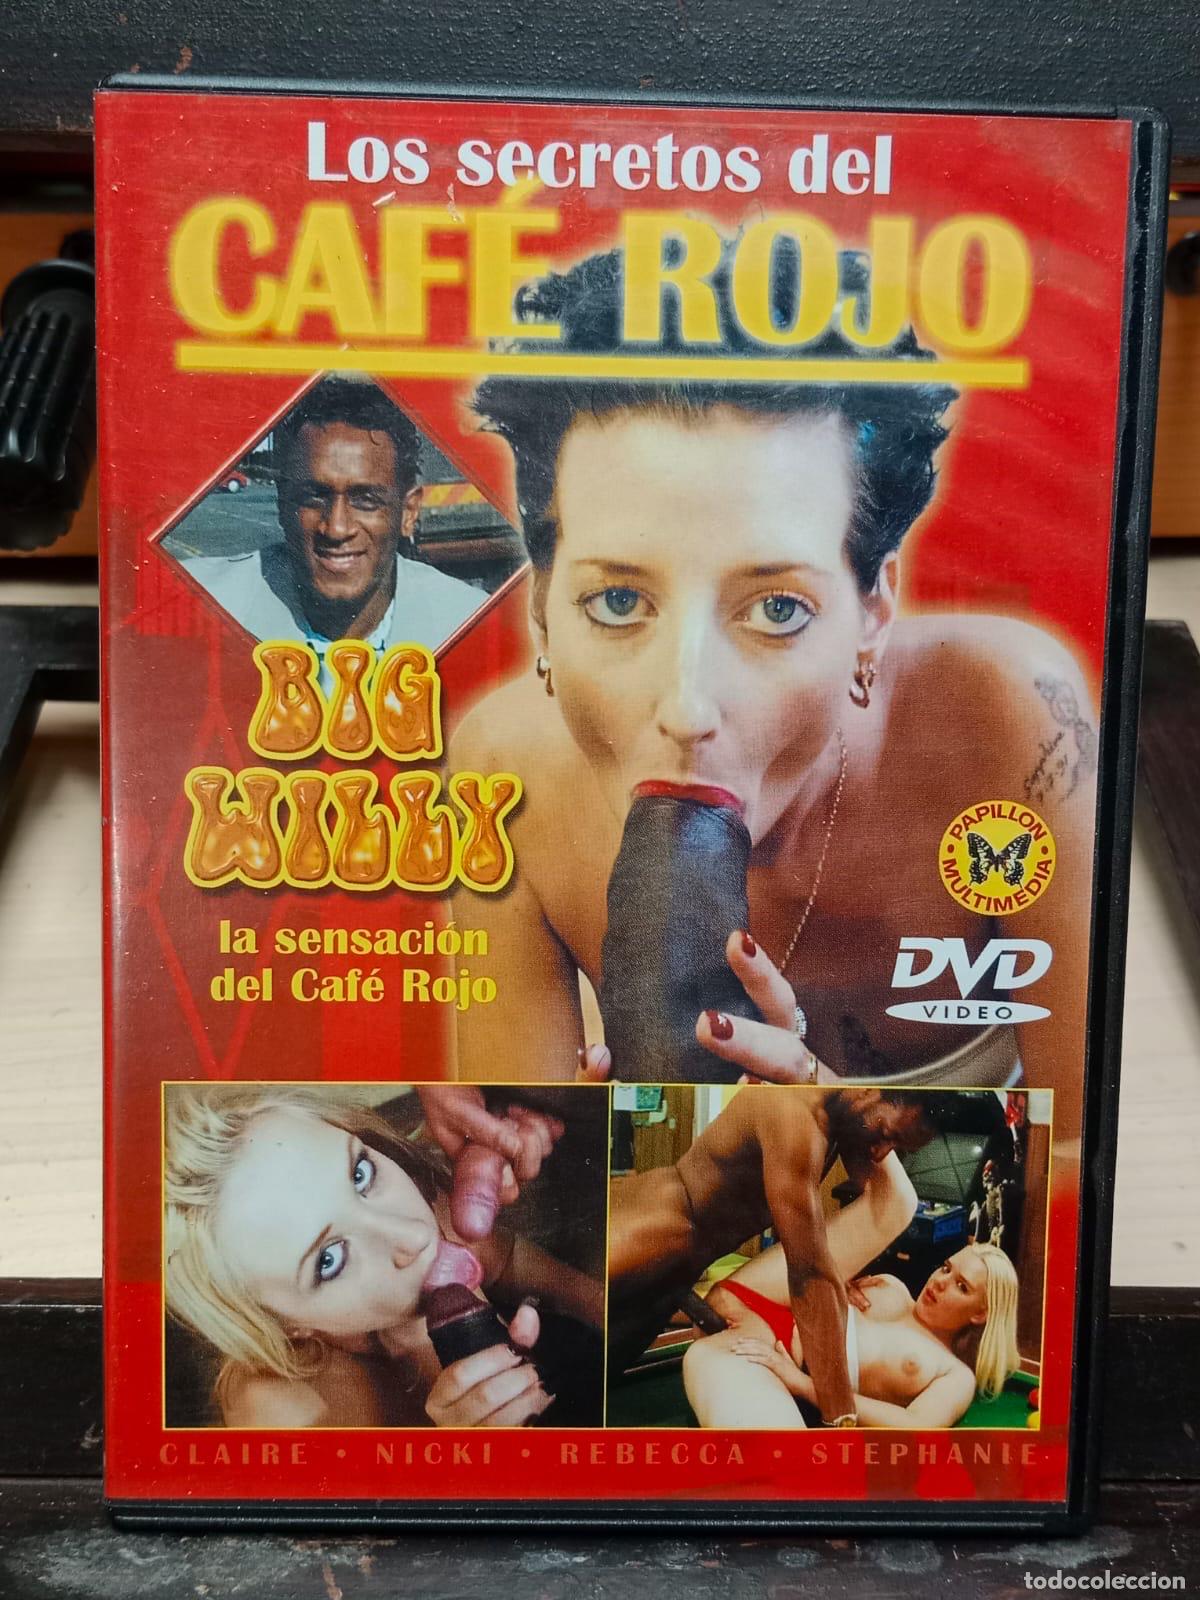 Los secretos del
CAFÉ ROJO
BIG
WILLY
la sensación
del Café Rojo
PAPILLON
MULTIMEDIA
DVD
VIDEO
CLAIRE • NICKI • REBECCA • STEPHANIE
todocoleccion